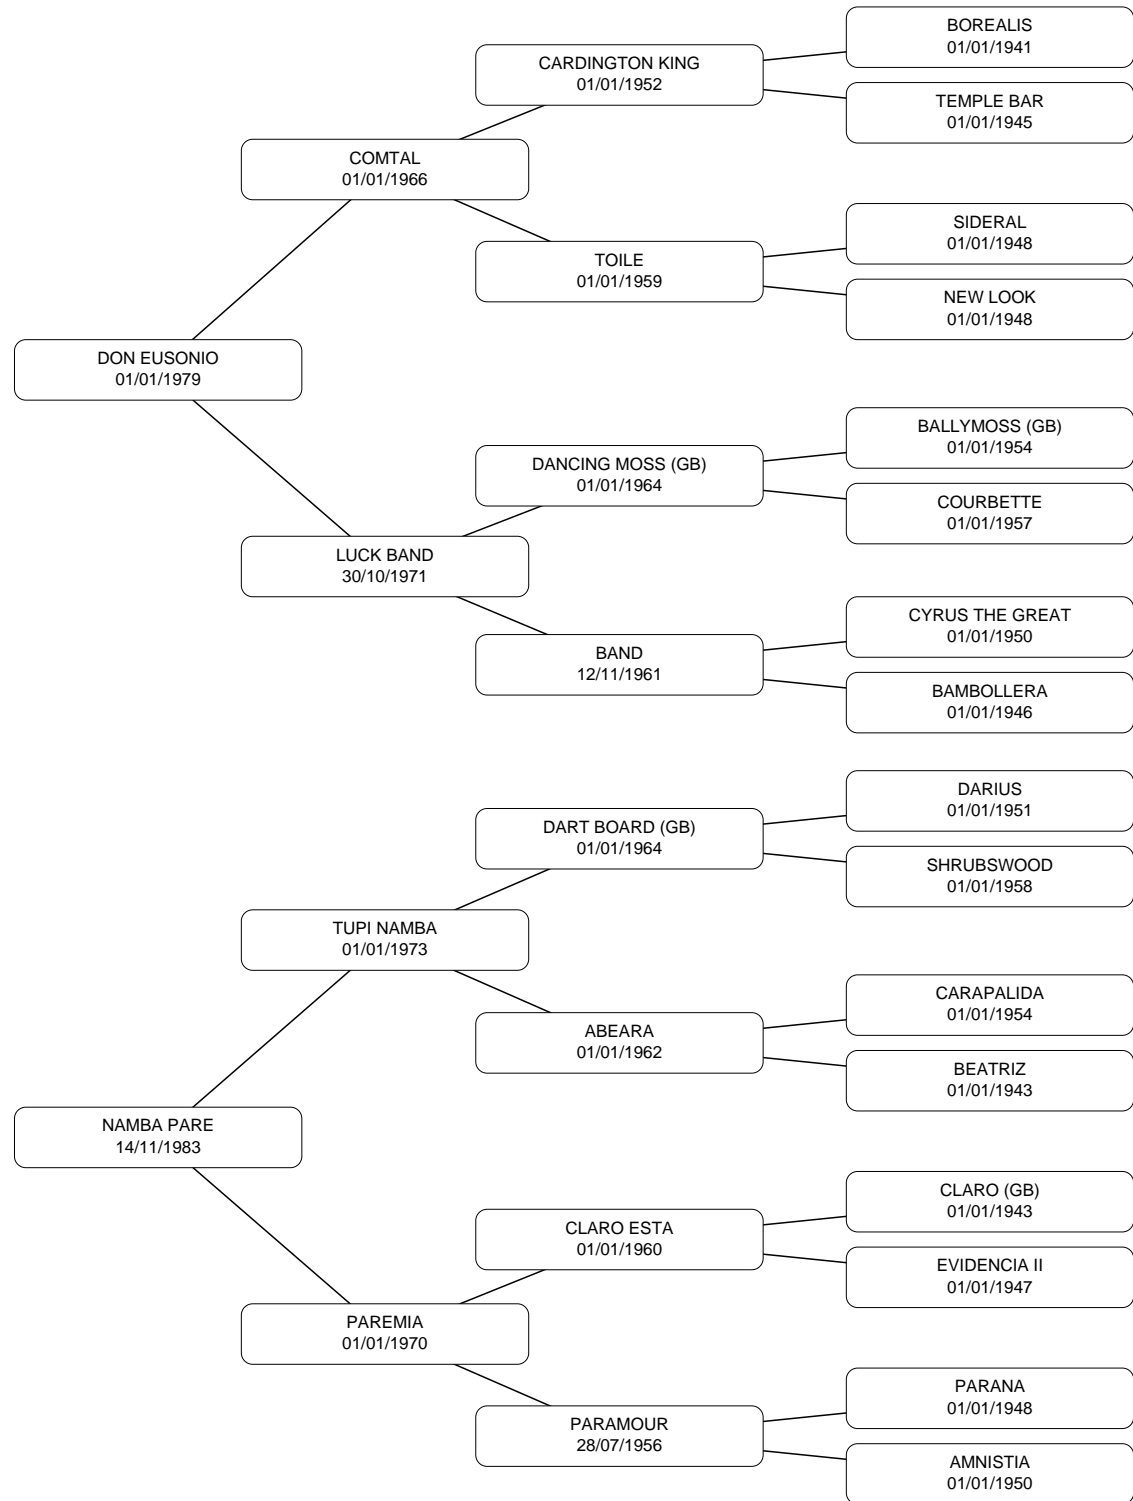 BOREALIS
01/01/1941
CARDINGTON KING
01/01/1952
TEMPLE BAR
01/01/1945
COMTAL
01/01/1966
SIDERAL
01/01/1948
TOILE
01/01/1959
NEW LOOK
01/01/1948
DON EUSONIO
01/01/1979
BALLYMOSS (GB)
01/01/1954
DANCING MOSS (GB)
01/01/1964
COURBETTE
01/01/1957
LUCK BAND
30/10/1971
CYRUS THE GREAT
01/01/1950
BAND
12/11/1961
BAMBOLLERA
01/01/1946
DARIUS
01/01/1951
DART BOARD (GB)
01/01/1964
SHRUBSWOOD
01/01/1958
TUPI NAMBA
01/01/1973
CARAPALIDA
01/01/1954
ABEARA
01/01/1962
BEATRIZ
01/01/1943
NAMBA PARE
14/11/1983
CLARO (GB)
01/01/1943
CLARO ESTA
01/01/1960
EVIDENCIA II
01/01/1947
PAREMIA
01/01/1970
PARANA
01/01/1948
PARAMOUR
28/07/1956
AMNISTIA
01/01/1950